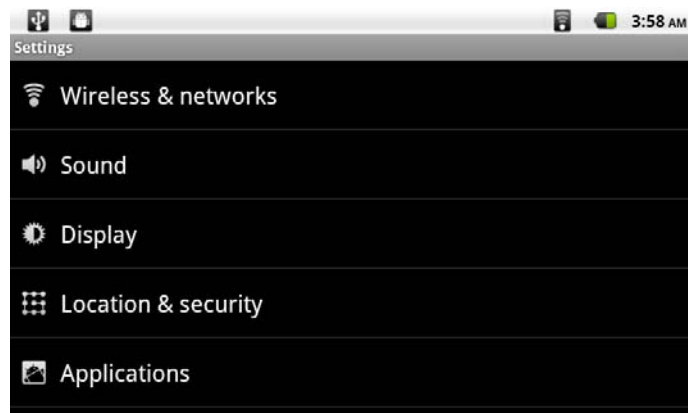 3:58 AM
Settings
Wireless & networks
Sound
Display
Location & security
Applications